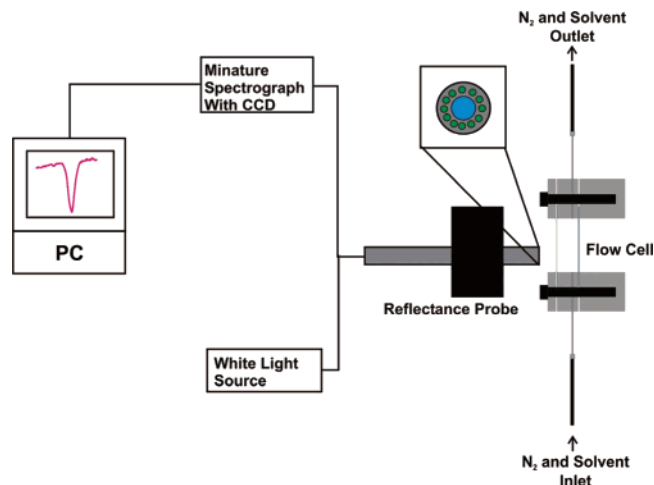 N₂ and Solvent
Outlet
Minature
Spectrograph
With CCD
PC
Flow Cell
Reflectance Probe
White Light
Source
N₂ and Solvent
Inlet